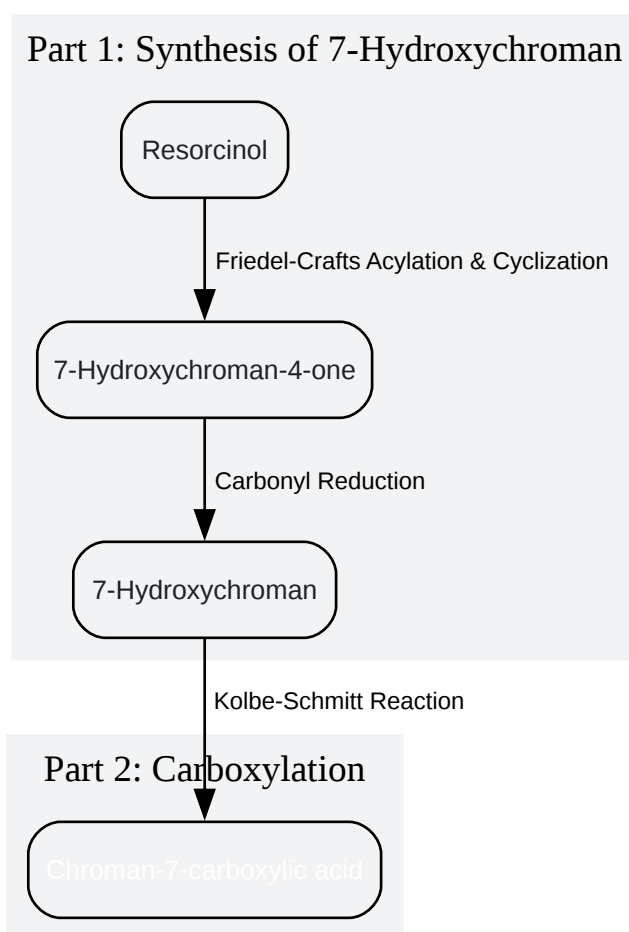 Part 1: Synthesis of 7-Hydroxychroman
Resorcinol
Friedel-Crafts Acylation & Cyclization
7-Hydroxychroman-4-one
Carbonyl Reduction
7-Hydroxychroman
Kolbe-Schmitt Reaction
Part 2: Carboxylation
Chroman-7-carboxylic acid